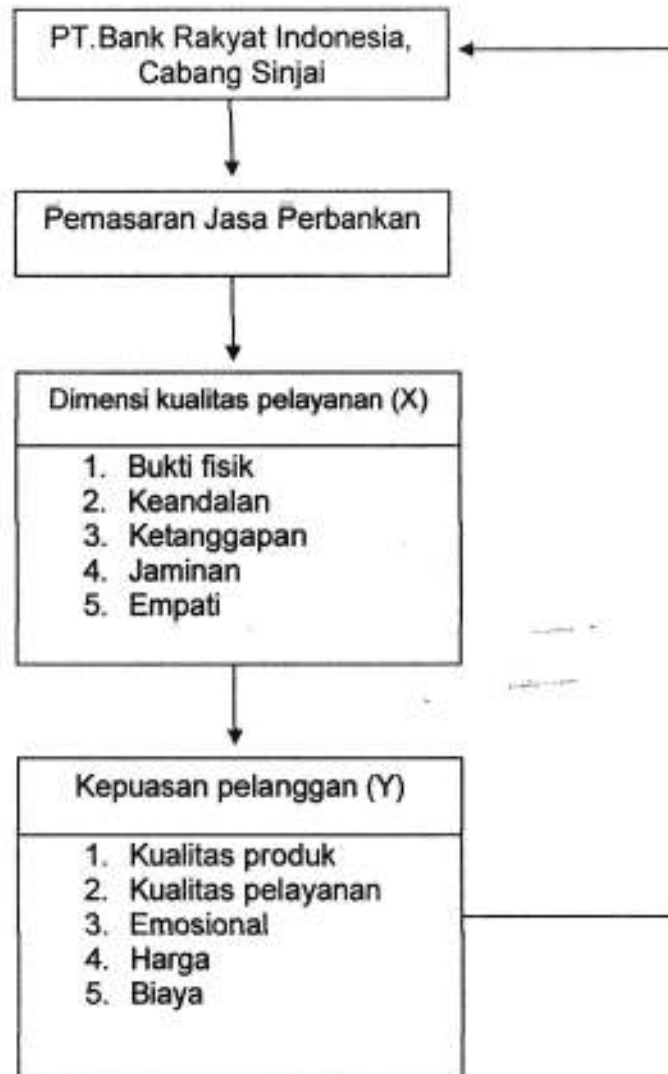 PT.Bank Rakyat Indonesia,
Cabang Sinjai
Pemasaran Jasa Perbankan
Dimensi kualitas pelayanan (X)
1. Bukti fisik
2. Keandalan
3. Ketanggapan
4. Jaminan
5. Empati
Kepuasan pelanggan (Y)
1. Kualitas produk
2. Kualitas pelayanan
3. Emosional
4. Harga
5. Biaya